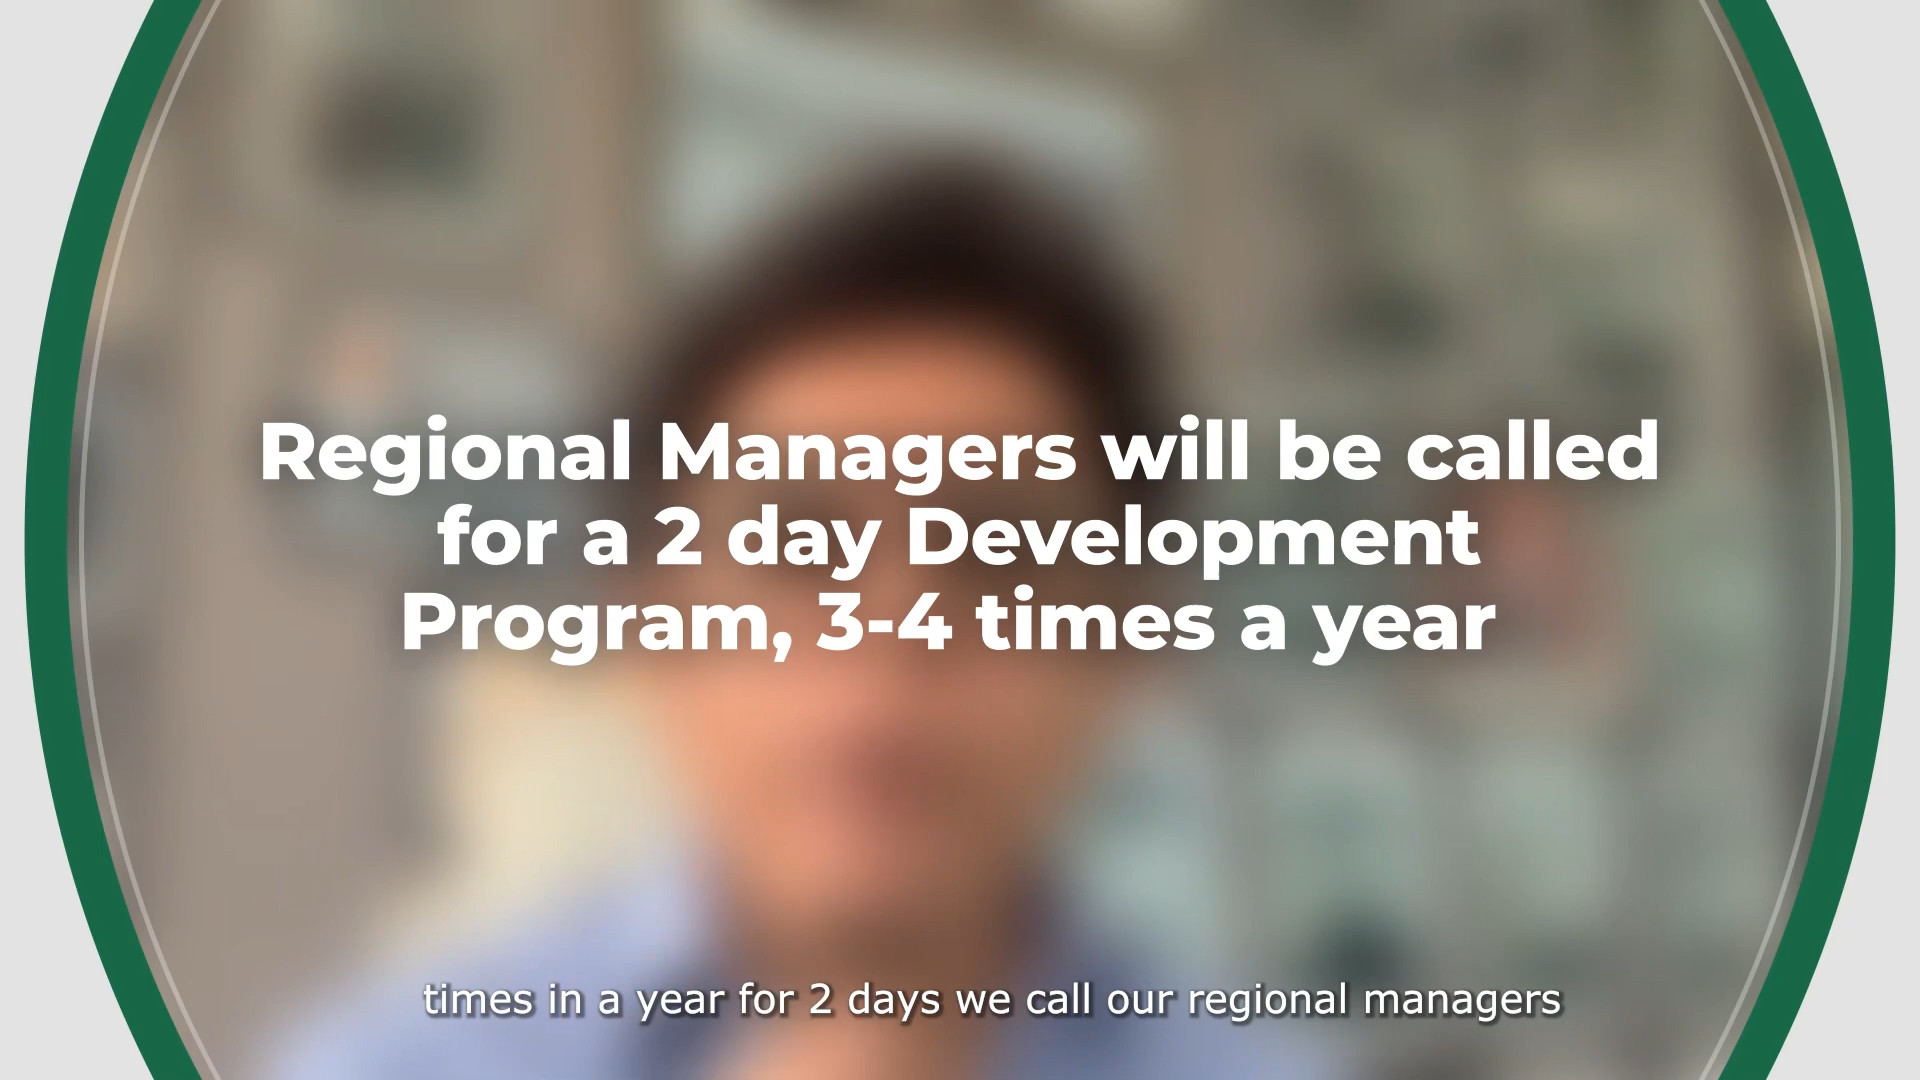 Regional Managers will be called
for a 2 day Development
Program, 3-4 times a year
times in a year for 2 days we call our regional managers